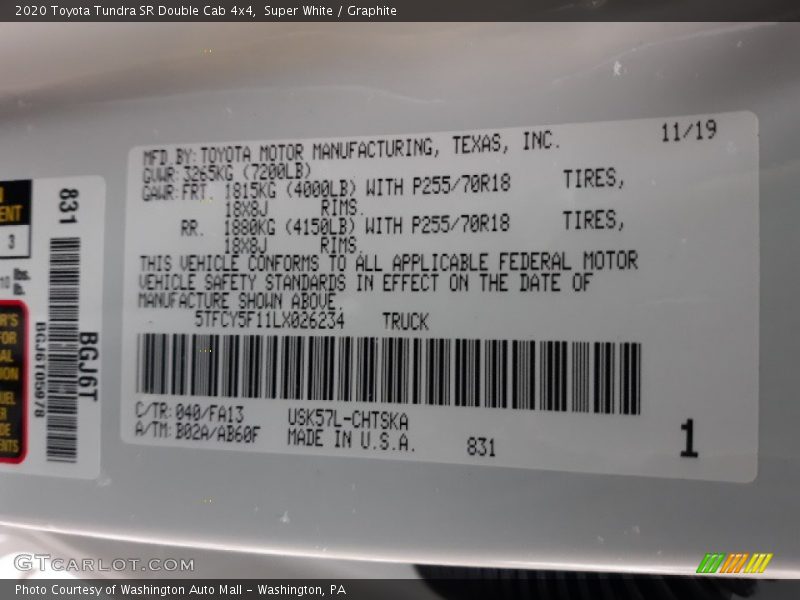 2020 Toyota Tundra SR Double Cab 4x4, Super White / Graphite
11/19
MFD BY: TOYOTA MOTOR MANUFACTURING, TEXAS, INC.
GVWR: 3265KG (7200LB)
GAWR: FRT 1815KG (4000LB) WITH P255/70R18 TIRES,
18X8J RIMS.
RR. 1880KG (4150LB) WITH P255/70R18 TIRES,
18X8J RIMS.
THIS VEHICLE CONFORMS TO ALL APPLICABLE FEDERAL MOTOR
VEHICLE SAFETY STANDARDS IN EFFECT ON THE DATE OF
MANUFACTURE SHOWN ABOVE.
5TFCY5F11LX026234 TRUCK
C/TR: 040/FA13 USK57L-CHTSKA
A/TM: B02A/AB60F MADE IN U.S.A. 831
1
831
BGJ6T
BGJ6T05978
3
lbs.
lb.
GTCARLOT.COM
Photo Courtesy of Washington Auto Mall - Washington, PA